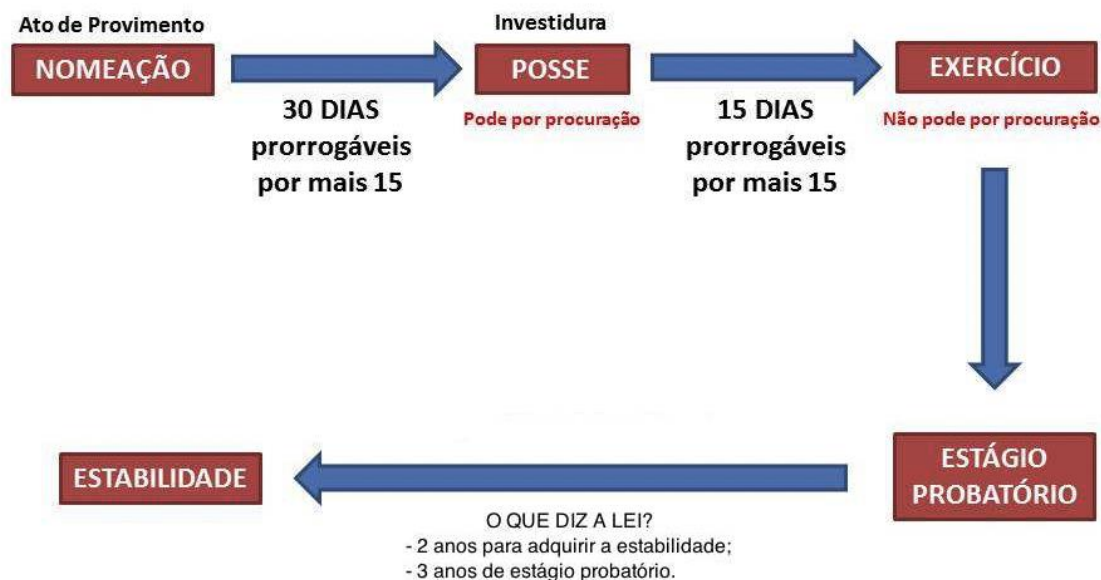 Ato de Provimento
NOMEAÇÃO
30 DIAS
prorrogáveis
por mais 15
Investidura
POSSE
Pode por procuração
15 DIAS
prorrogáveis
por mais 15
EXERCÍCIO
Não pode por procuração
ESTÁGIO
PROBATÓRIO
ESTABILIDADE
O QUE DIZ A LEI?
- 2 anos para adquirir a estabilidade;
- 3 anos de estágio probatório.